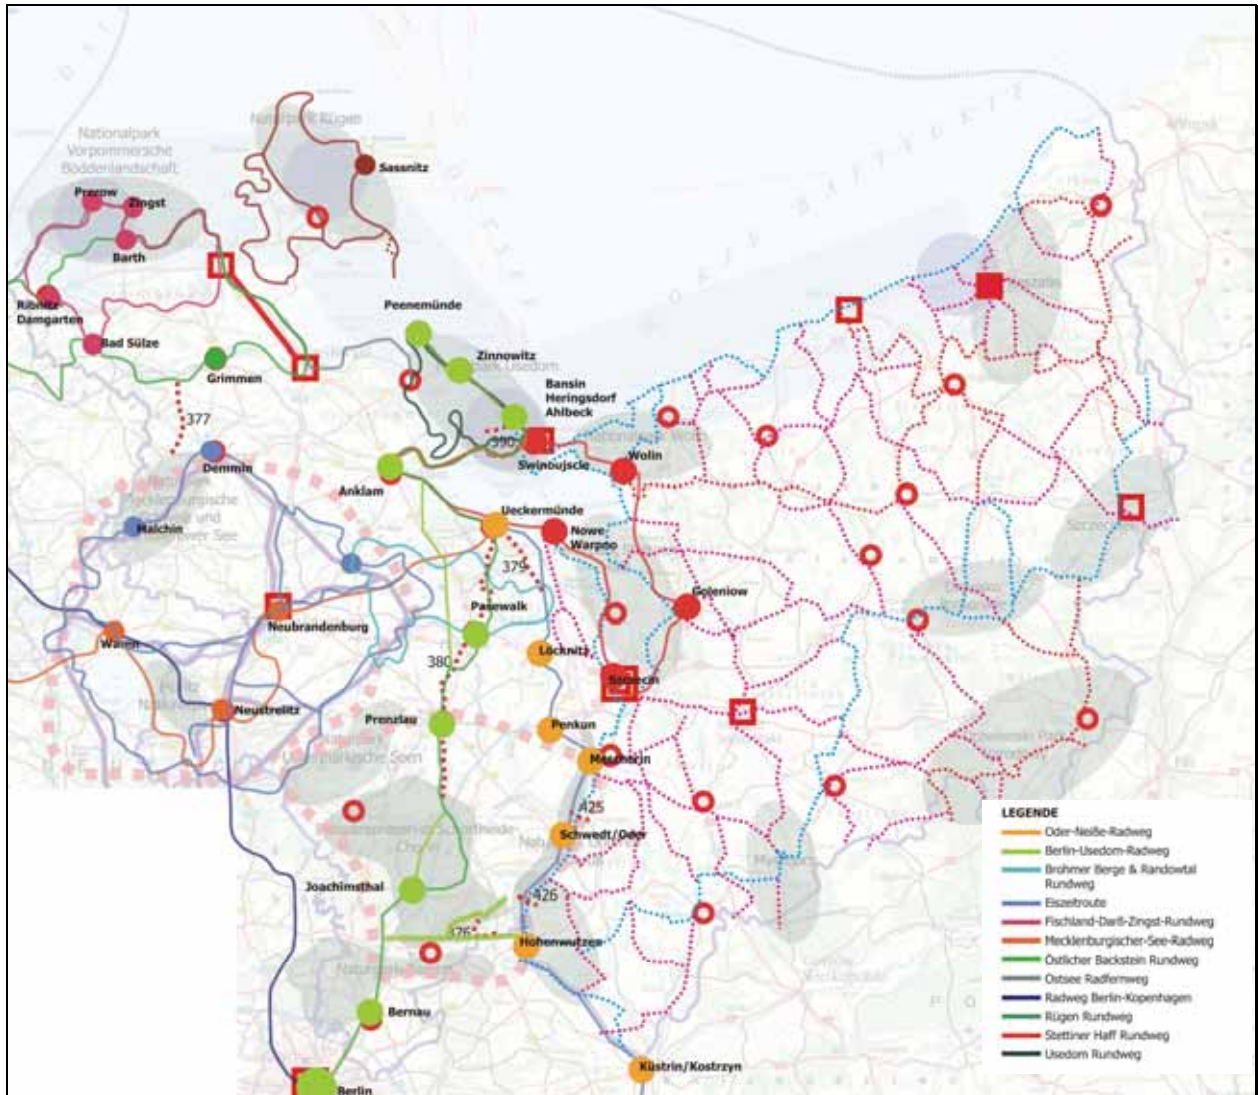 Naturpark Rügen
Nationalpark
Vorpommersche
Boddenlandschaft
Sassnitz
Prerow
Zingst
Barth
Ribnitz-
Damgarten
Bad Sülze
Grimmen
Peenemünde
Zinnowitz
Bansin
Heringsdorf
Ahlbeck
390
Swinoujscie
Wolin
377
Demmin
Anklam
Malchin
Ueckermünde
Nowe-
Warpno
379
Pasewalk
Goleniow
Neubrandenburg
Waren
Löcknitz
380
Szczecin
Neustrelitz
Prenzlau
Penkun
Mescherin
425
Schwedt/Oder
Joachimsthal
426
376
Hohenwutzen
Bernau
Küstrin/Kostrzyn
Berlin
LEGENDE
Oder-Neiße-Radweg
Berlin-Usedom-Radweg
Brohmer Berge & Randowtal
Rundweg
Eiszeitroute
Fischland-Darß-Zingst-Rundweg
Mecklenburgischer-See-Radweg
Östlicher Backstein Rundweg
Ostsee Radfernweg
Radweg Berlin-Kopenhagen
Rügen Rundweg
Stettiner Haff Rundweg
Usedom Rundweg